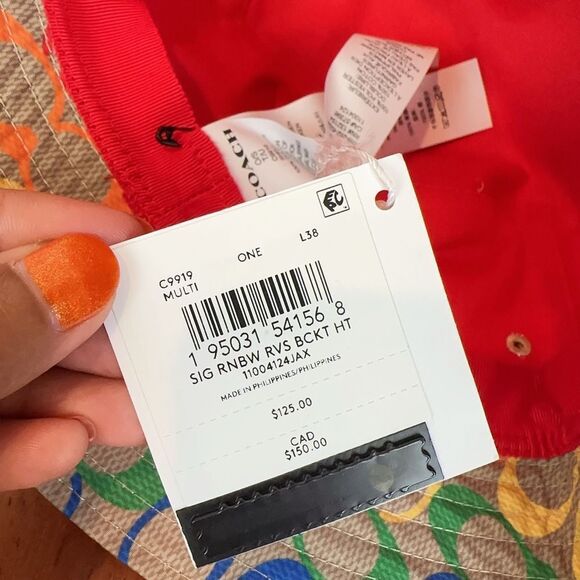 COACH
C9919 ONE L38
MULTI
1 95031 54156 8
SIG RNBW RVS BCKT HT
11004124JAX
MADE IN PHILIPPINES/PHILIPPINES
$125.00
CAD
$150.00